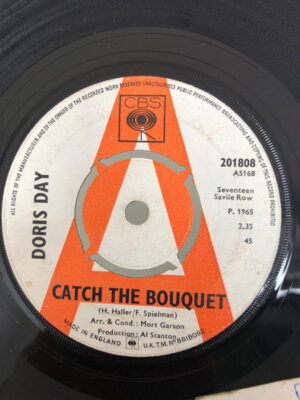 ALL RIGHTS OF THE MANUFACTURER AND OF THE OWNER OF THE RECORDED WORK RESERVED UNAUTHORISED PUBLIC PERFORMANCE BROADCASTING AND COPYING OF THIS RECORD PROHIBITED
CBS
DORIS DAY
201808
A5168
Seventeen
Savile Row
P. 1965
2.35
45
CATCH THE BOUQUET
(H. Haller/F. Spielman)
Arr. & Cond.: Mort Garson
Production: Al Stanton
MADE IN ENGLAND
U.K.T.M. Nº 8818092